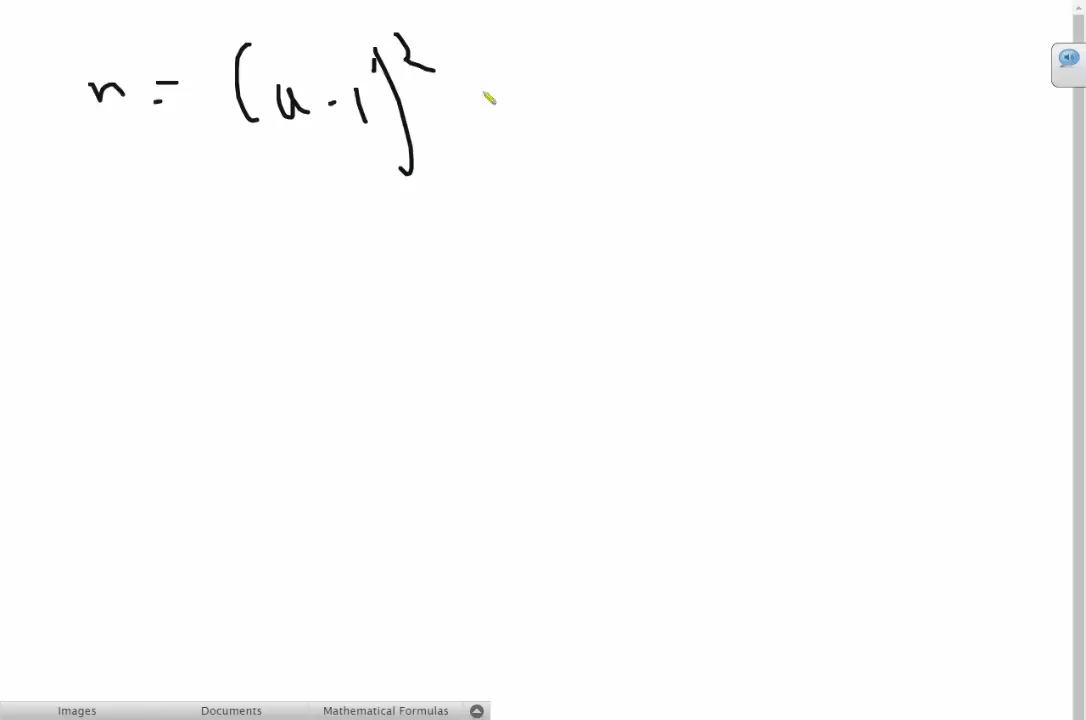 n = (u - 1)²
Images Documents Mathematical Formulas